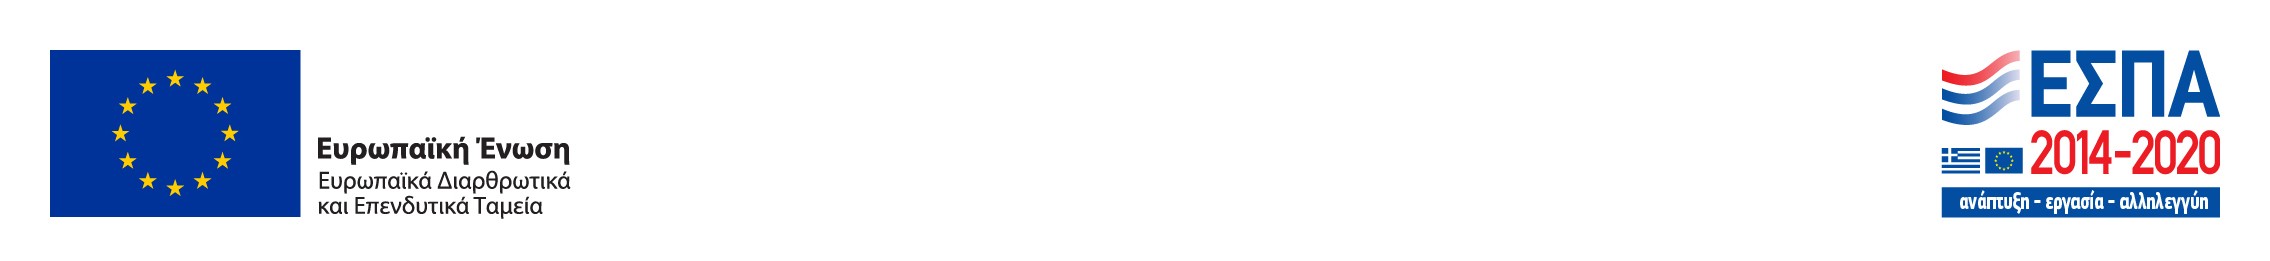 Ευρωπαϊκή Ένωση
Ευρωπαϊκά Διαρθρωτικά
και Επενδυτικά Ταμεία
ΕΣΠΑ
2014-2020
ανάπτυξη - εργασία - αλληλεγγύη